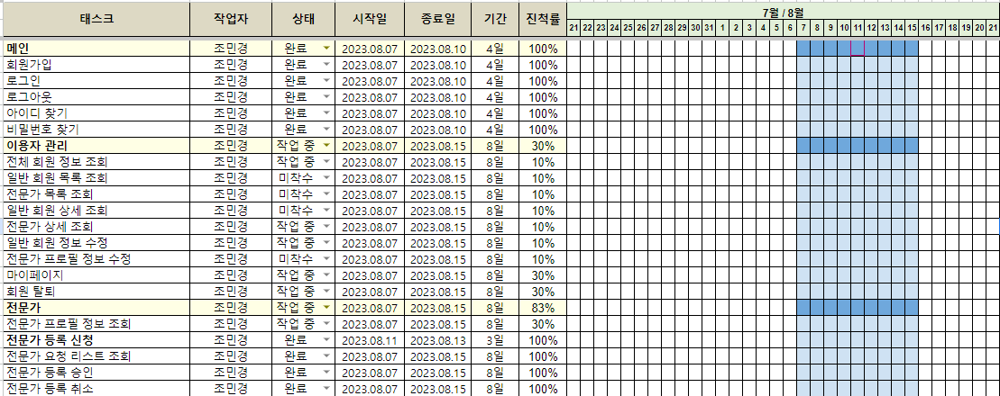 태스크 작업자 상태 시작일 종료일 기간 진척률 7월 / 8월
21 22 23 24 25 26 27 28 29 30 31 1 2 3 4 5 6 7 8 9 10 11 12 13 14 15 16 17 18 19 20 21
메인 조민경 완료 2023.08.07 2023.08.10 4일 100%
회원가입 조민경 완료 2023.08.07 2023.08.10 4일 100%
로그인 조민경 완료 2023.08.07 2023.08.10 4일 100%
로그아웃 조민경 완료 2023.08.07 2023.08.10 4일 100%
아이디 찾기 조민경 완료 2023.08.07 2023.08.10 4일 100%
비밀번호 찾기 조민경 완료 2023.08.07 2023.08.10 4일 100%
이용자 관리 조민경 작업 중 2023.08.07 2023.08.15 8일 30%
전체 회원 정보 조회 조민경 작업 중 2023.08.07 2023.08.15 8일 10%
일반 회원 목록 조회 조민경 미착수 2023.08.07 2023.08.15 8일 10%
전문가 목록 조회 조민경 미착수 2023.08.07 2023.08.15 8일 10%
일반 회원 상세 조회 조민경 미착수 2023.08.07 2023.08.15 8일 10%
전문가 상세 조회 조민경 작업 중 2023.08.07 2023.08.15 8일 10%
일반 회원 정보 수정 조민경 작업 중 2023.08.07 2023.08.15 8일 10%
전문가 프로필 정보 수정 조민경 미착수 2023.08.07 2023.08.15 8일 10%
마이페이지 조민경 작업 중 2023.08.07 2023.08.15 8일 30%
회원 탈퇴 조민경 작업 중 2023.08.07 2023.08.15 8일 30%
전문가 조민경 작업 중 2023.08.07 2023.08.15 8일 83%
전문가 프로필 정보 조회 조민경 작업 중 2023.08.07 2023.08.15 8일 30%
전문가 등록 신청 조민경 완료 2023.08.11 2023.08.13 3일 100%
전문가 요청 리스트 조회 조민경 완료 2023.08.07 2023.08.15 8일 100%
전문가 등록 승인 조민경 완료 2023.08.07 2023.08.15 8일 100%
전문가 등록 취소 조민경 완료 2023.08.07 2023.08.15 8일 100%